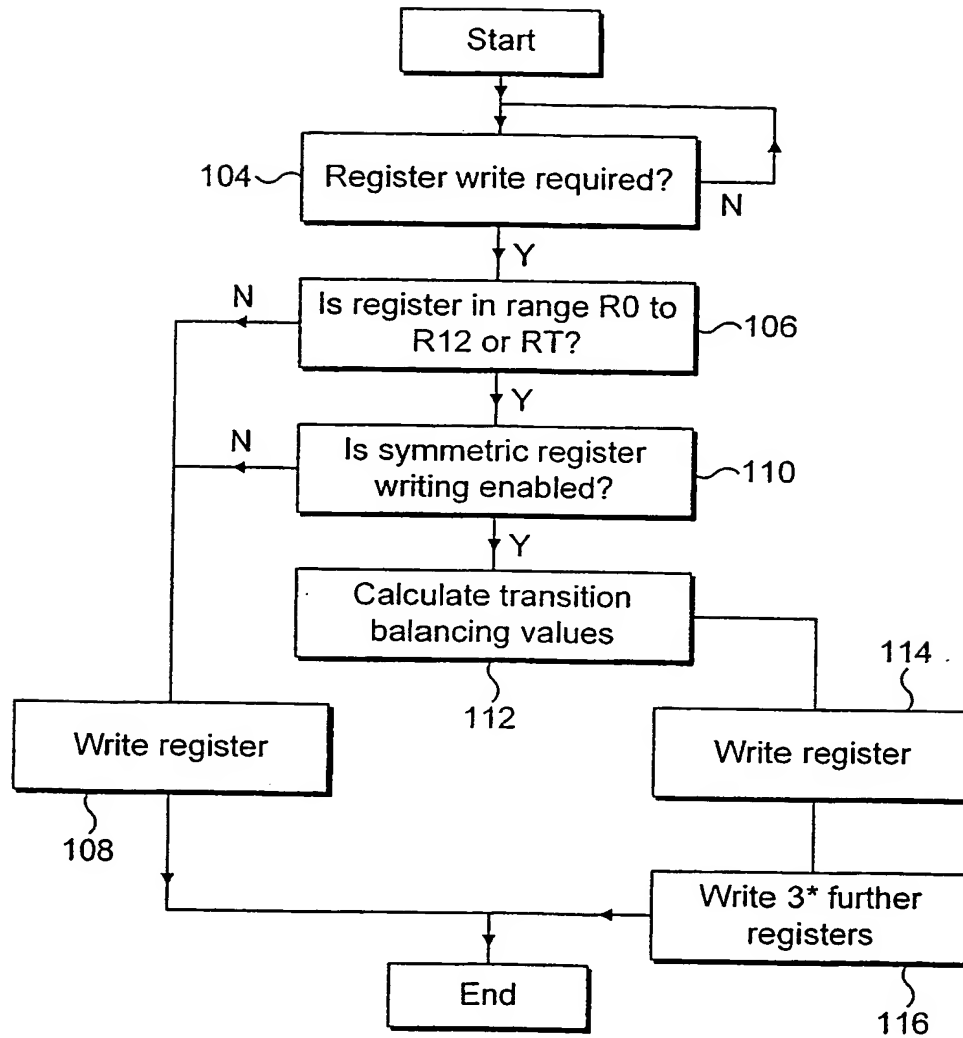 Start
104
Register write required?
N
Y
N
Is register in range R0 to
R12 or RT?
106
Y
N
Is symmetric register
writing enabled?
110
Y
Calculate transition
balancing values
112
114
Write register
Write register
108
Write 3* further
registers
116
End